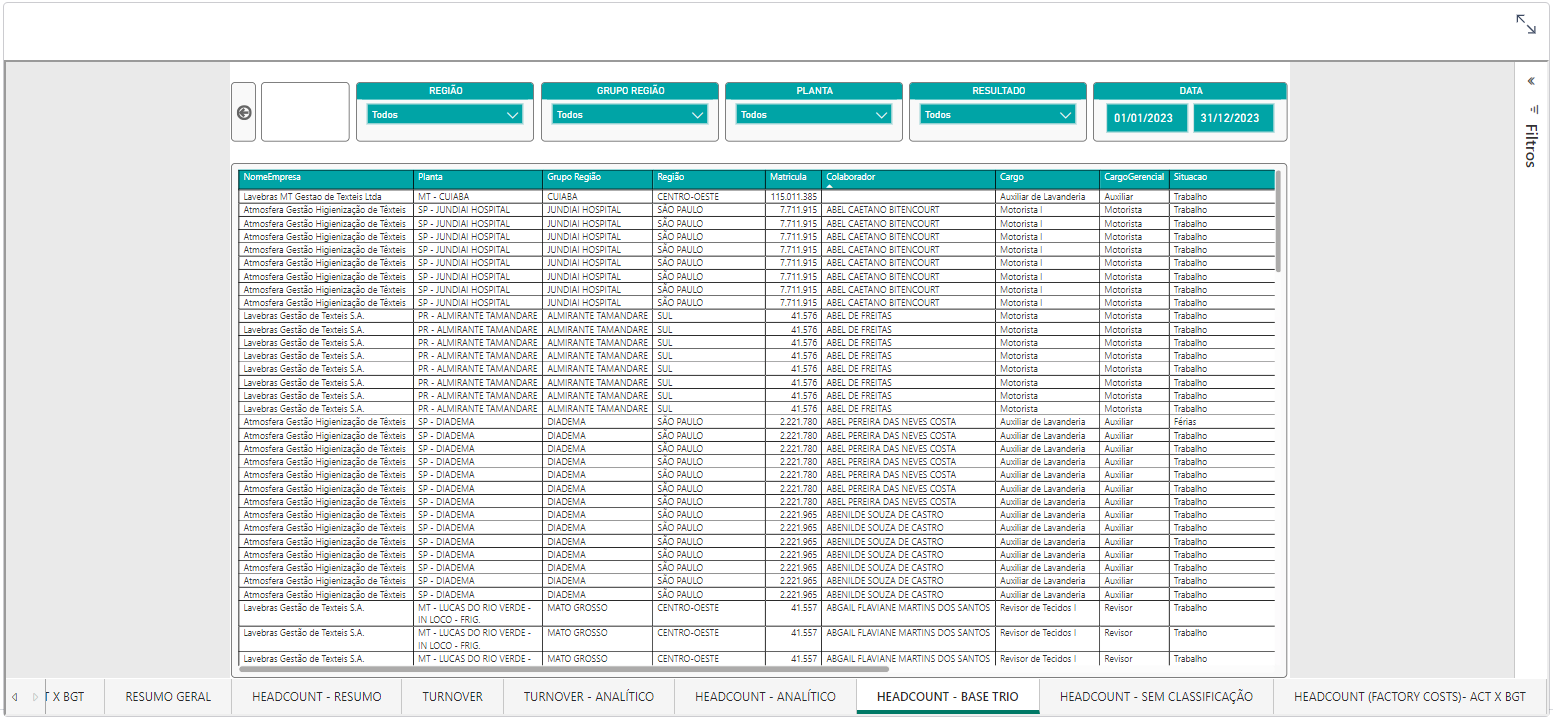 REGIÃO GRUPO REGIÃO PLANTA RESULTADO DATA
Todos Todos Todos Todos 01/01/2023 31/12/2023
Filtros
NomeEmpresa Planta Grupo Região Região Matricula Colaborador Cargo CargoGerencial Situacao
Lavebras MT Gestao de Texteis Ltda MT - CUIABA CUIABA CENTRO-OESTE 115.011.385 Auxiliar de Lavanderia Auxiliar Trabalho
Atmosfera Gestão Higienização de Têxteis SP - JUNDIAI HOSPITAL JUNDIAI HOSPITAL SÃO PAULO 7.711.915 ABEL CAETANO BITENCOURT Motorista I Motorista Trabalho
Atmosfera Gestão Higienização de Têxteis SP - JUNDIAI HOSPITAL JUNDIAI HOSPITAL SÃO PAULO 7.711.915 ABEL CAETANO BITENCOURT Motorista I Motorista Trabalho
Atmosfera Gestão Higienização de Têxteis SP - JUNDIAI HOSPITAL JUNDIAI HOSPITAL SÃO PAULO 7.711.915 ABEL CAETANO BITENCOURT Motorista I Motorista Trabalho
Atmosfera Gestão Higienização de Têxteis SP - JUNDIAI HOSPITAL JUNDIAI HOSPITAL SÃO PAULO 7.711.915 ABEL CAETANO BITENCOURT Motorista I Motorista Trabalho
Atmosfera Gestão Higienização de Têxteis SP - JUNDIAI HOSPITAL JUNDIAI HOSPITAL SÃO PAULO 7.711.915 ABEL CAETANO BITENCOURT Motorista I Motorista Trabalho
Atmosfera Gestão Higienização de Têxteis SP - JUNDIAI HOSPITAL JUNDIAI HOSPITAL SÃO PAULO 7.711.915 ABEL CAETANO BITENCOURT Motorista I Motorista Trabalho
Atmosfera Gestão Higienização de Têxteis SP - JUNDIAI HOSPITAL JUNDIAI HOSPITAL SÃO PAULO 7.711.915 ABEL CAETANO BITENCOURT Motorista I Motorista Trabalho
Atmosfera Gestão Higienização de Têxteis SP - JUNDIAI HOSPITAL JUNDIAI HOSPITAL SÃO PAULO 7.711.915 ABEL CAETANO BITENCOURT Motorista I Motorista Trabalho
Lavebras Gestão de Texteis S.A. PR - ALMIRANTE TAMANDARE ALMIRANTE TAMANDARE SUL 41.576 ABEL DE FREITAS Motorista Motorista Trabalho
Lavebras Gestão de Texteis S.A. PR - ALMIRANTE TAMANDARE ALMIRANTE TAMANDARE SUL 41.576 ABEL DE FREITAS Motorista Motorista Trabalho
Lavebras Gestão de Texteis S.A. PR - ALMIRANTE TAMANDARE ALMIRANTE TAMANDARE SUL 41.576 ABEL DE FREITAS Motorista Motorista Trabalho
Lavebras Gestão de Texteis S.A. PR - ALMIRANTE TAMANDARE ALMIRANTE TAMANDARE SUL 41.576 ABEL DE FREITAS Motorista Motorista Trabalho
Lavebras Gestão de Texteis S.A. PR - ALMIRANTE TAMANDARE ALMIRANTE TAMANDARE SUL 41.576 ABEL DE FREITAS Motorista Motorista Trabalho
Lavebras Gestão de Texteis S.A. PR - ALMIRANTE TAMANDARE ALMIRANTE TAMANDARE SUL 41.576 ABEL DE FREITAS Motorista Motorista Trabalho
Lavebras Gestão de Texteis S.A. PR - ALMIRANTE TAMANDARE ALMIRANTE TAMANDARE SUL 41.576 ABEL DE FREITAS Motorista Motorista Trabalho
Lavebras Gestão de Texteis S.A. PR - ALMIRANTE TAMANDARE ALMIRANTE TAMANDARE SUL 41.576 ABEL DE FREITAS Motorista Motorista Trabalho
Atmosfera Gestão Higienização de Têxteis SP - DIADEMA DIADEMA SÃO PAULO 2.221.780 ABEL PEREIRA DAS NEVES COSTA Auxiliar de Lavanderia Auxiliar Férias
Atmosfera Gestão Higienização de Têxteis SP - DIADEMA DIADEMA SÃO PAULO 2.221.780 ABEL PEREIRA DAS NEVES COSTA Auxiliar de Lavanderia Auxiliar Trabalho
Atmosfera Gestão Higienização de Têxteis SP - DIADEMA DIADEMA SÃO PAULO 2.221.780 ABEL PEREIRA DAS NEVES COSTA Auxiliar de Lavanderia Auxiliar Trabalho
Atmosfera Gestão Higienização de Têxteis SP - DIADEMA DIADEMA SÃO PAULO 2.221.780 ABEL PEREIRA DAS NEVES COSTA Auxiliar de Lavanderia Auxiliar Trabalho
Atmosfera Gestão Higienização de Têxteis SP - DIADEMA DIADEMA SÃO PAULO 2.221.780 ABEL PEREIRA DAS NEVES COSTA Auxiliar de Lavanderia Auxiliar Trabalho
Atmosfera Gestão Higienização de Têxteis SP - DIADEMA DIADEMA SÃO PAULO 2.221.780 ABEL PEREIRA DAS NEVES COSTA Auxiliar de Lavanderia Auxiliar Trabalho
Atmosfera Gestão Higienização de Têxteis SP - DIADEMA DIADEMA SÃO PAULO 2.221.780 ABEL PEREIRA DAS NEVES COSTA Auxiliar de Lavanderia Auxiliar Trabalho
Atmosfera Gestão Higienização de Têxteis SP - DIADEMA DIADEMA SÃO PAULO 2.221.965 ABENILDE SOUZA DE CASTRO Auxiliar de Lavanderia Auxiliar Trabalho
Atmosfera Gestão Higienização de Têxteis SP - DIADEMA DIADEMA SÃO PAULO 2.221.965 ABENILDE SOUZA DE CASTRO Auxiliar de Lavanderia Auxiliar Trabalho
Atmosfera Gestão Higienização de Têxteis SP - DIADEMA DIADEMA SÃO PAULO 2.221.965 ABENILDE SOUZA DE CASTRO Auxiliar de Lavanderia Auxiliar Trabalho
Atmosfera Gestão Higienização de Têxteis SP - DIADEMA DIADEMA SÃO PAULO 2.221.965 ABENILDE SOUZA DE CASTRO Auxiliar de Lavanderia Auxiliar Trabalho
Atmosfera Gestão Higienização de Têxteis SP - DIADEMA DIADEMA SÃO PAULO 2.221.965 ABENILDE SOUZA DE CASTRO Auxiliar de Lavanderia Auxiliar Trabalho
Atmosfera Gestão Higienização de Têxteis SP - DIADEMA DIADEMA SÃO PAULO 2.221.965 ABENILDE SOUZA DE CASTRO Auxiliar de Lavanderia Auxiliar Trabalho
Atmosfera Gestão Higienização de Têxteis SP - DIADEMA DIADEMA SÃO PAULO 2.221.965 ABENILDE SOUZA DE CASTRO Auxiliar de Lavanderia Auxiliar Trabalho
Lavebras Gestão de Texteis S.A. MT - LUCAS DO RIO VERDE - MATO GROSSO CENTRO-OESTE 41.557 ABGAIL FLAVIANE MARTINS DOS SANTOS Revisor de Tecidos I Revisor Trabalho
IN LOCO - FRIG.
Lavebras Gestão de Texteis S.A. MT - LUCAS DO RIO VERDE - MATO GROSSO CENTRO-OESTE 41.557 ABGAIL FLAVIANE MARTINS DOS SANTOS Revisor de Tecidos I Revisor Trabalho
IN LOCO - FRIG.
Lavebras Gestão de Texteis S.A. MT - LUCAS DO RIO VERDE - MATO GROSSO CENTRO-OESTE 41.557 ABGAIL FLAVIANE MARTINS DOS SANTOS Revisor de Tecidos I Revisor Trabalho
T X BGT RESUMO GERAL HEADCOUNT - RESUMO TURNOVER TURNOVER - ANALÍTICO HEADCOUNT - ANALÍTICO HEADCOUNT - BASE TRIO HEADCOUNT - SEM CLASSIFICAÇÃO HEADCOUNT (FACTORY COSTS)- ACT X BGT